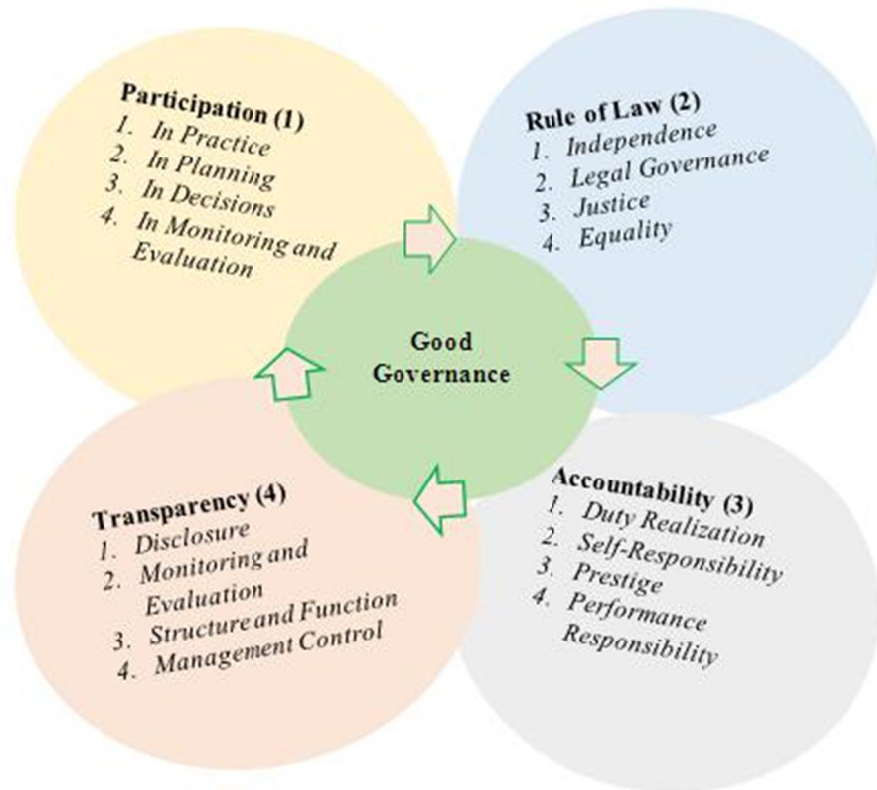 Participation (1)
1. In Practice
2. In Planning
3. In Decisions
4. In Monitoring and
Evaluation
Rule of Law (2)
1. Independence
2. Legal Governance
3. Justice
4. Equality
Good
Governance
Accountability (3)
1. Duty Realization
2. Self-Responsibility
3. Prestige
4. Performance
Responsibility
Transparency (4)
1. Disclosure
2. Monitoring and
Evaluation
3. Structure and Function
4. Management Control